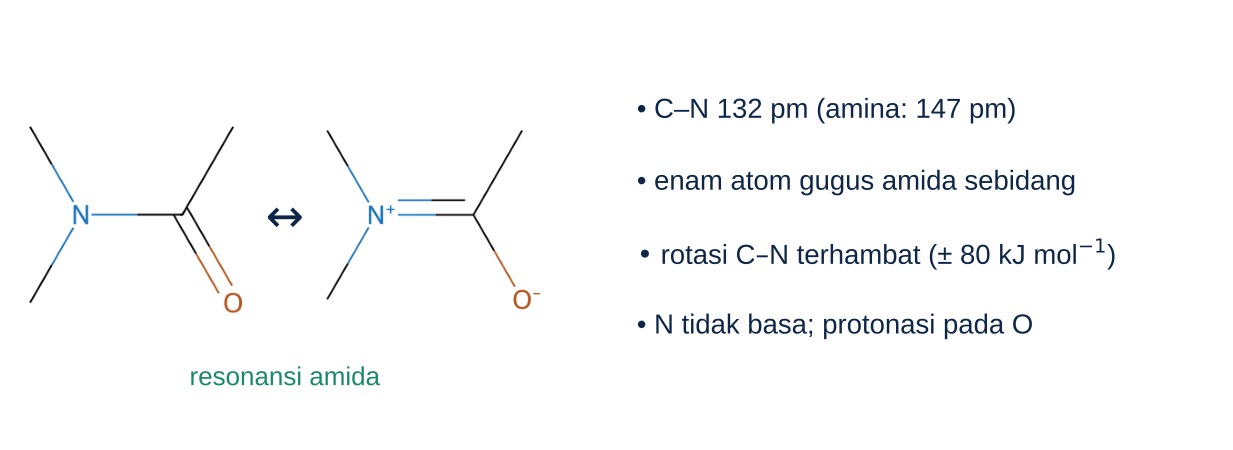 N
O
↔
N⁺
O⁻
resonansi amida
• C–N 132 pm (amina: 147 pm)
• enam atom gugus amida sebidang
• rotasi C–N terhambat (± 80 kJ mol⁻¹)
• N tidak basa; protonasi pada O